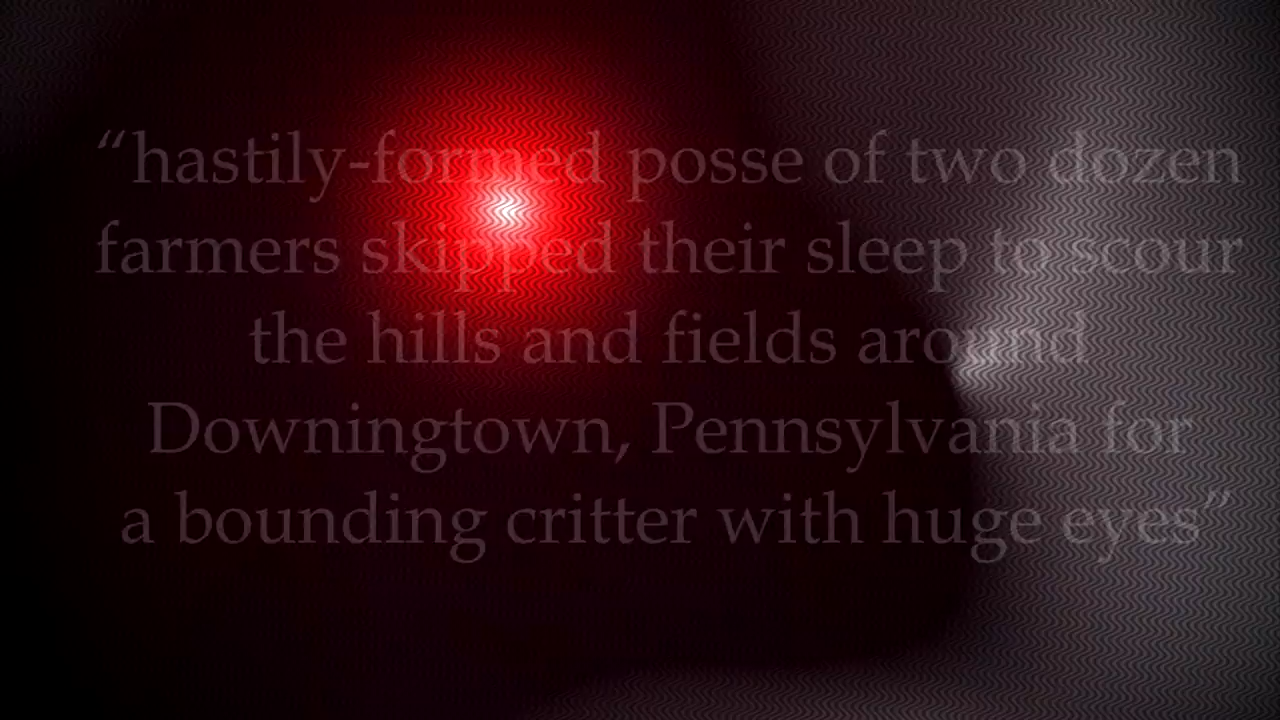 “hastily-formed posse of two dozen
farmers skipped their sleep to scour
the hills and fields around
Downingtown, Pennsylvania for
a bounding critter with huge eyes”